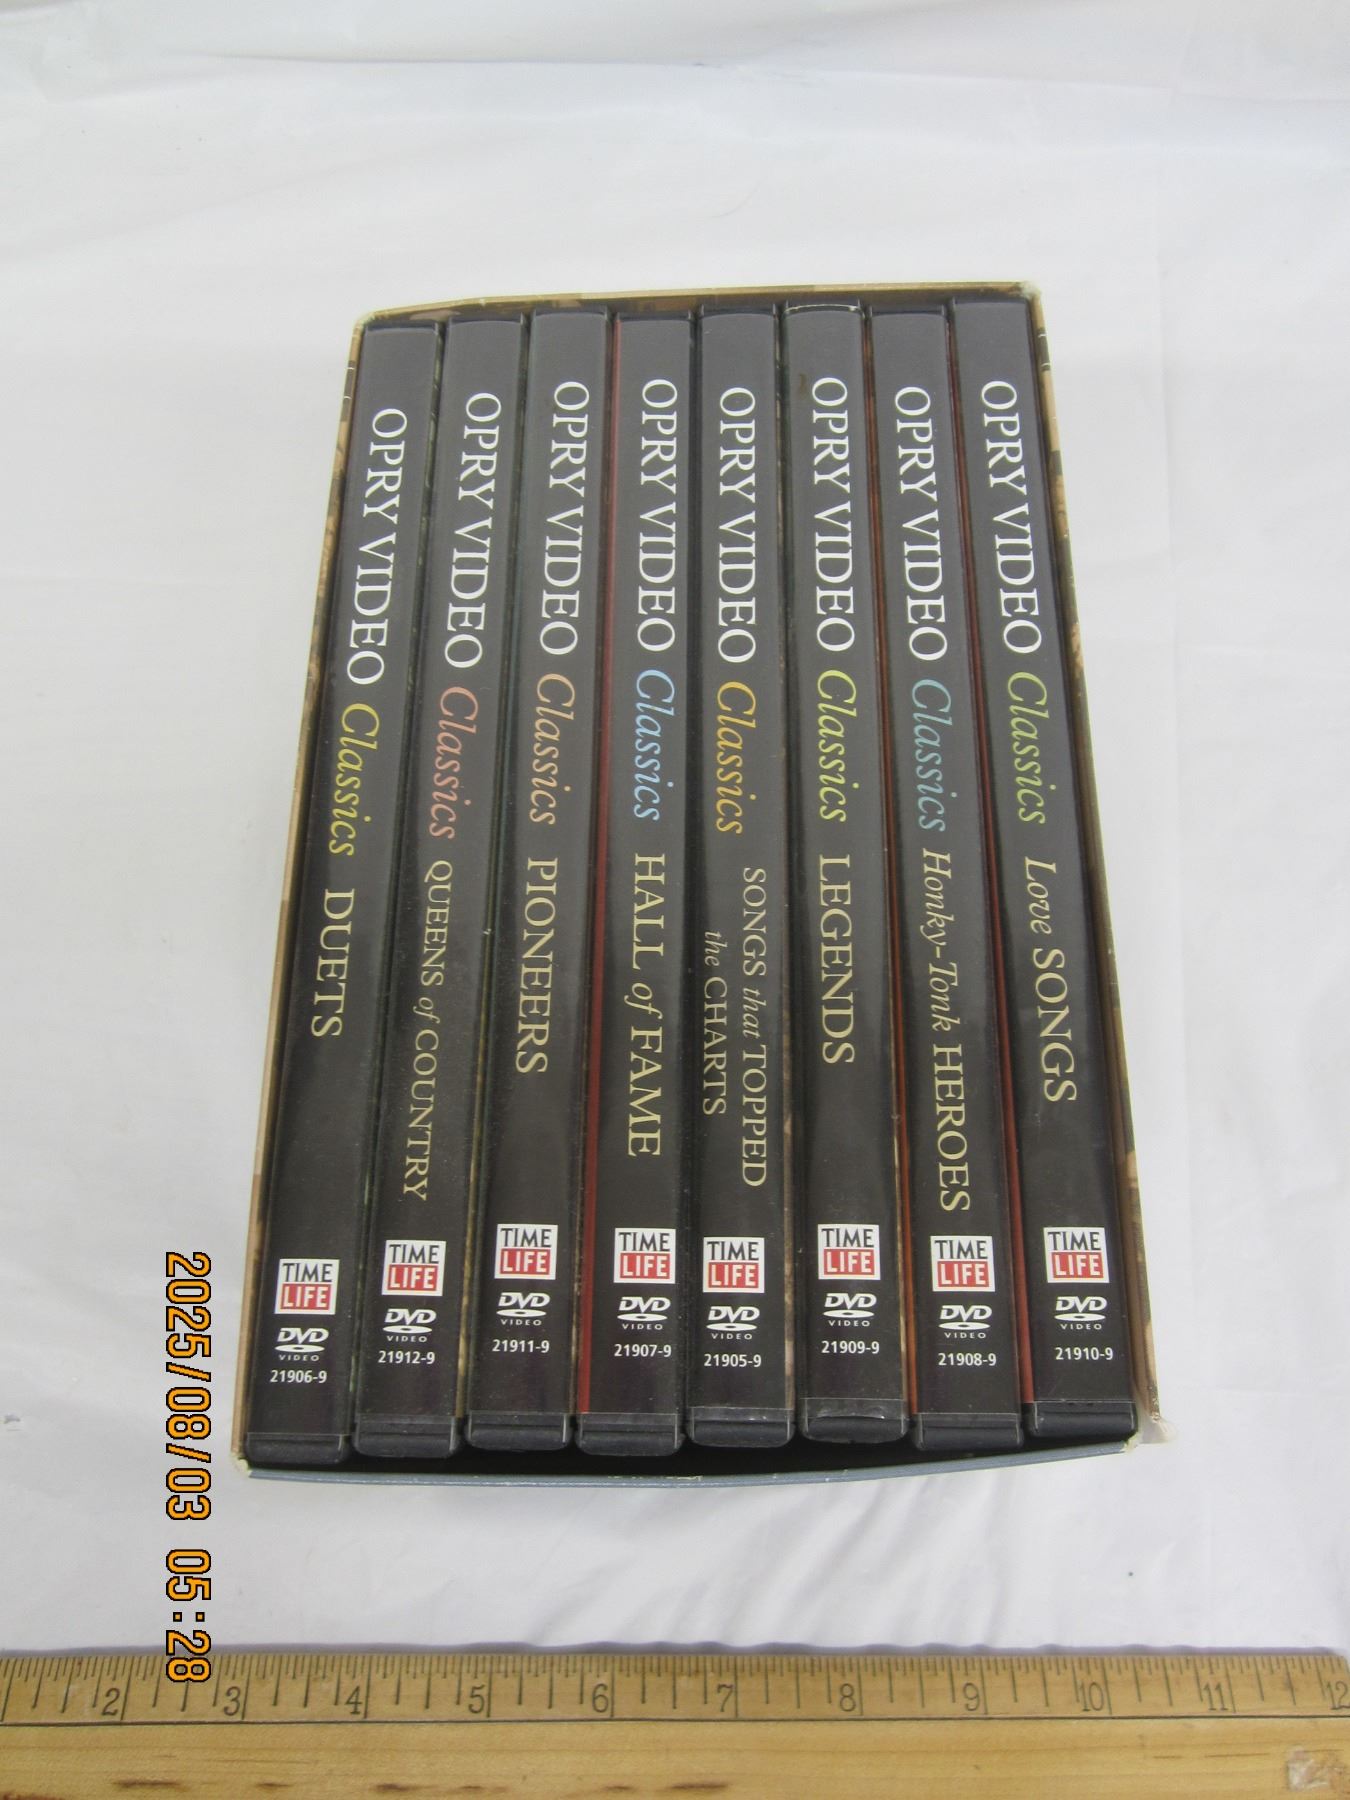 OPRY VIDEO Classics DUETS
TIME
LIFE
DVD
VIDEO
21906-9
OPRY VIDEO Classics QUEENS of COUNTRY
TIME
LIFE
DVD
VIDEO
21912-9
OPRY VIDEO Classics PIONEERS
TIME
LIFE
DVD
VIDEO
21911-9
OPRY VIDEO Classics HALL of FAME
TIME
LIFE
DVD
VIDEO
21907-9
OPRY VIDEO Classics SONGS that TOPPED
the CHARTS
TIME
LIFE
DVD
VIDEO
21905-9
OPRY VIDEO Classics LEGENDS
TIME
LIFE
DVD
VIDEO
21909-9
OPRY VIDEO Classics Honky-Tonk HEROES
TIME
LIFE
DVD
VIDEO
21908-9
OPRY VIDEO Classics Love SONGS
TIME
LIFE
DVD
VIDEO
21910-9
2025/08/03 05:28
2 3 4 5 6 7 8 9 10 11 12